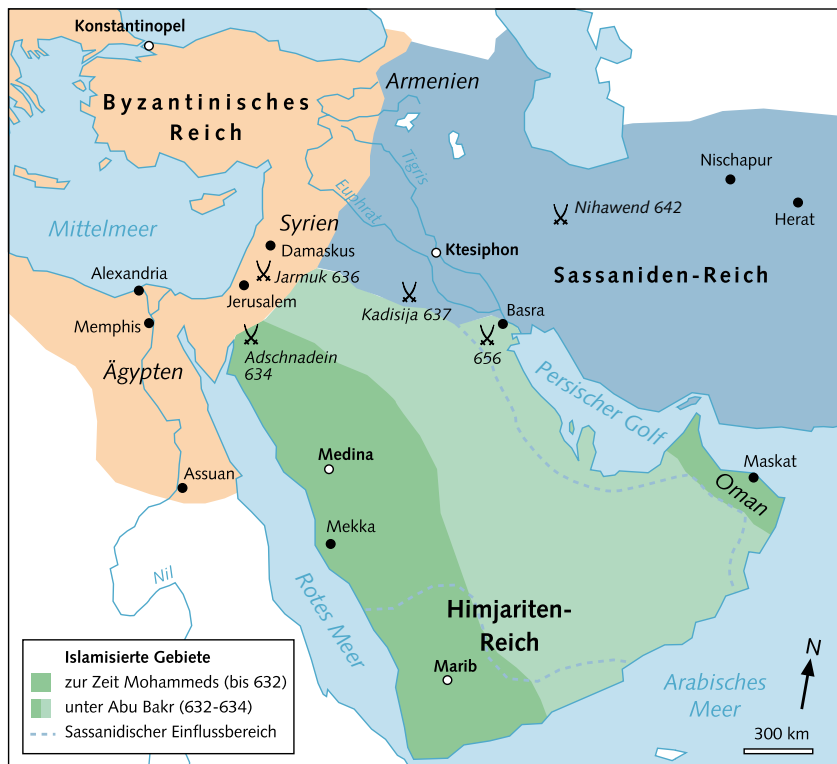 Konstantinopel
Byzantinisches
Reich
Armenien
Tigris
Euphrat
Nischapur
Nihawend 642
Herat
Mittelmeer
Syrien
Damaskus
Ktesiphon
Jarmuk 636
Sassaniden-Reich
Alexandria
Jerusalem
Kadisija 637
Basra
Memphis
Adschnadein
634
656
Ägypten
Persischer Golf
Medina
Maskat
Assuan
Oman
Mekka
Nil
Rotes Meer
Himjariten-
Reich
Marib
N
Islamisierte Gebiete
zur Zeit Mohammeds (bis 632)
unter Abu Bakr (632-634)
Sassanidischer Einflussbereich
Arabisches
Meer
300 km